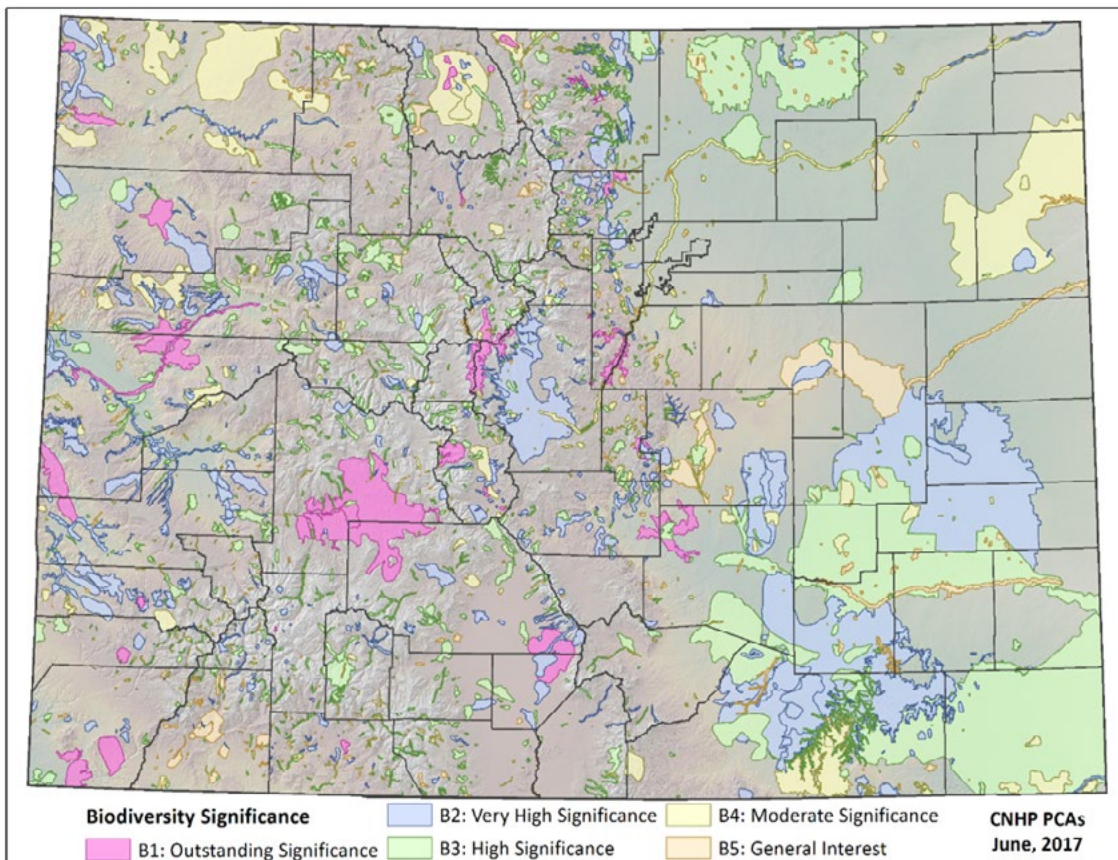 Biodiversity Significance
B1: Outstanding Significance
B2: Very High Significance
B3: High Significance
B4: Moderate Significance
B5: General Interest
CNHP PCAs
June, 2017